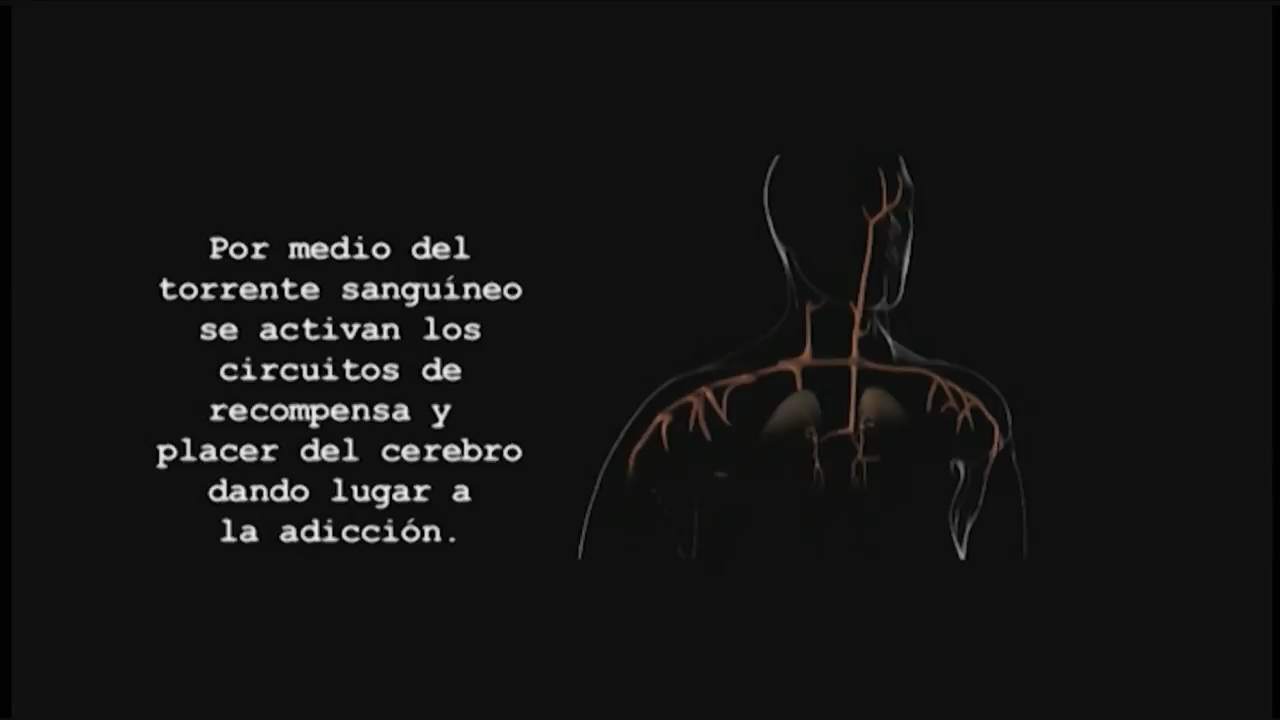 Por medio del
torrente sanguíneo
se activan los
circuitos de
recompensa y
placer del cerebro
dando lugar a
la adicción.